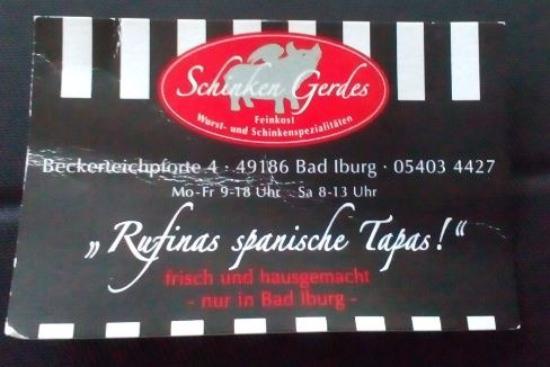 Schinken Gerdes
Feinkost
Wurst- und Schinkenspezialitäten
Beckerteichpforte 4 · 49186 Bad Iburg · 05403 4427
Mo-Fr 9-18 Uhr Sa 8-13 Uhr
„Rufinas spanische Tapas!“
frisch und hausgemacht
- nur in Bad Iburg -